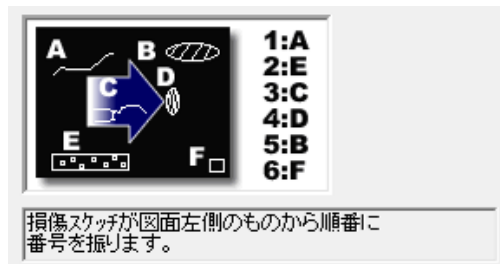 A
B
C
D
E
F
1:A
2:E
3:C
4:D
5:B
6:F
損傷スケッチが図面左側のものから順番に
番号を振ります。